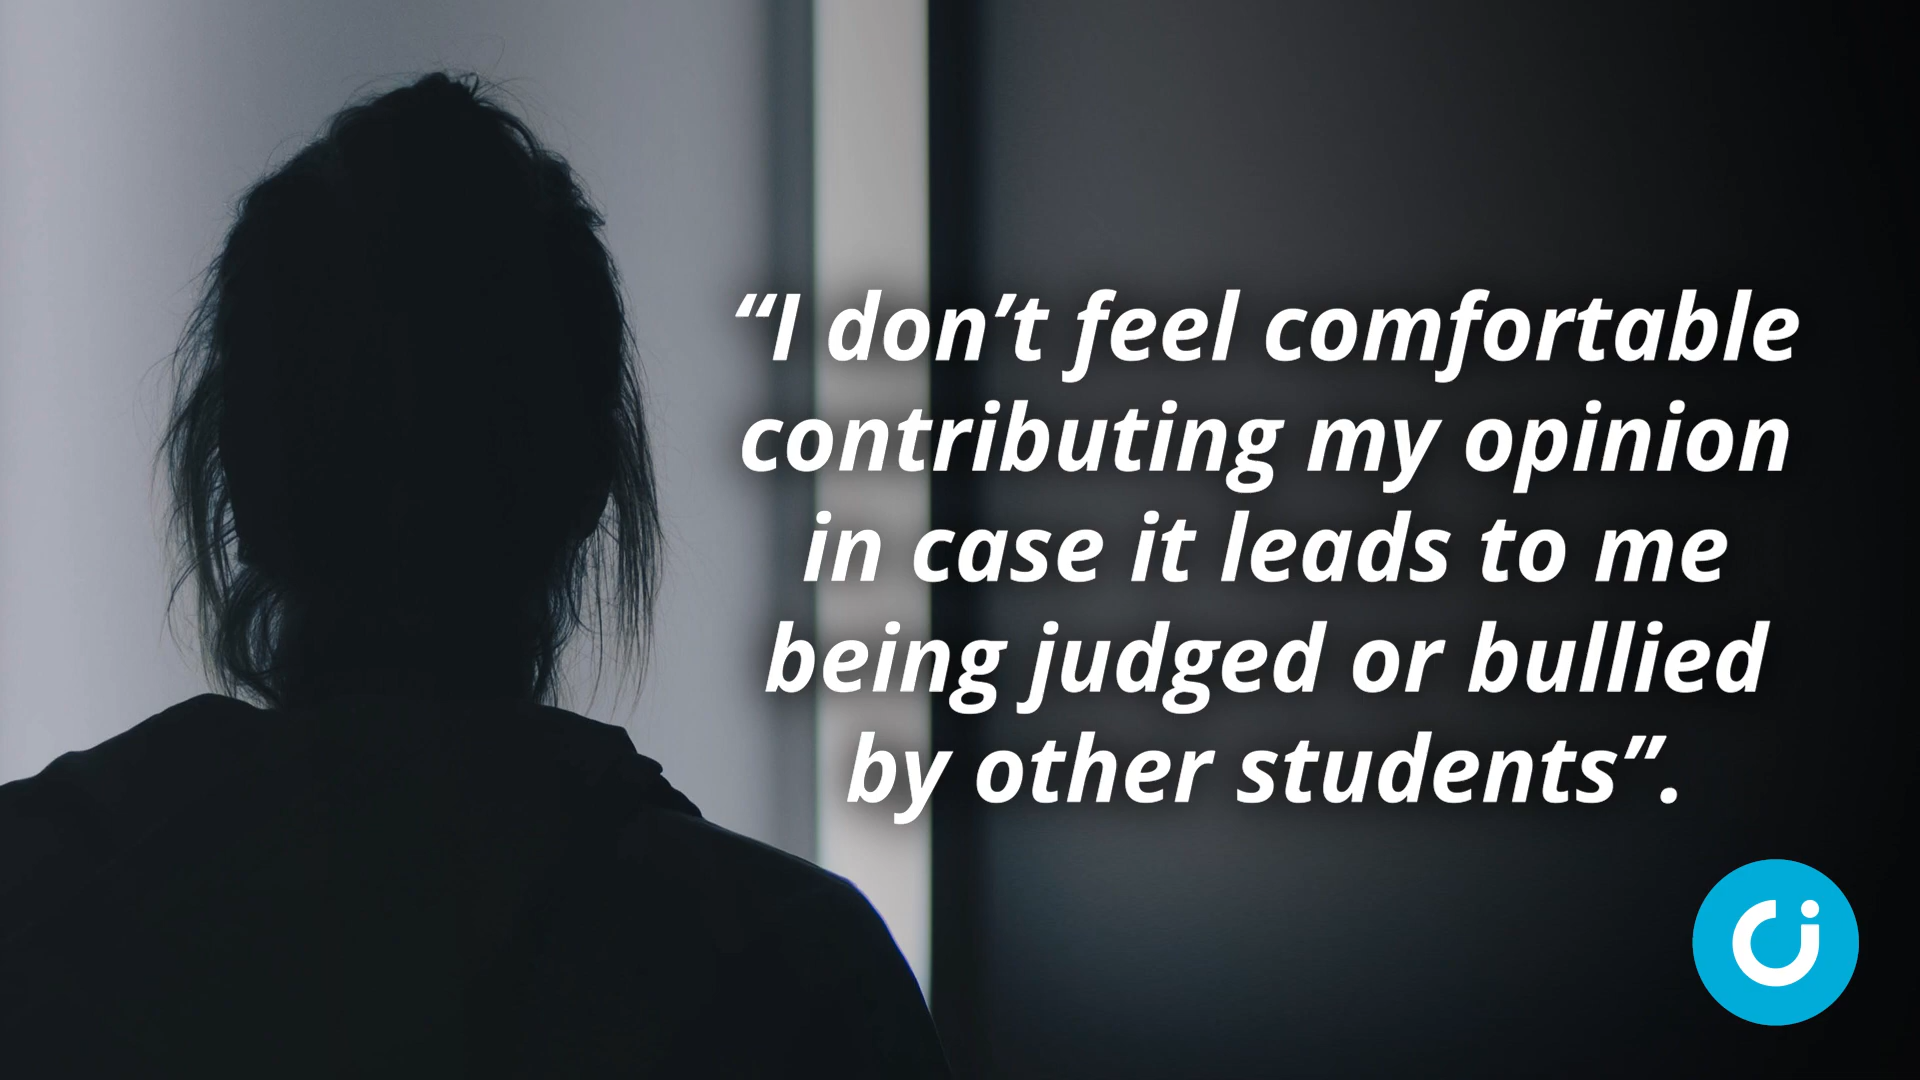 “I don’t feel comfortable
contributing my opinion
in case it leads to me
being judged or bullied
by other students”.